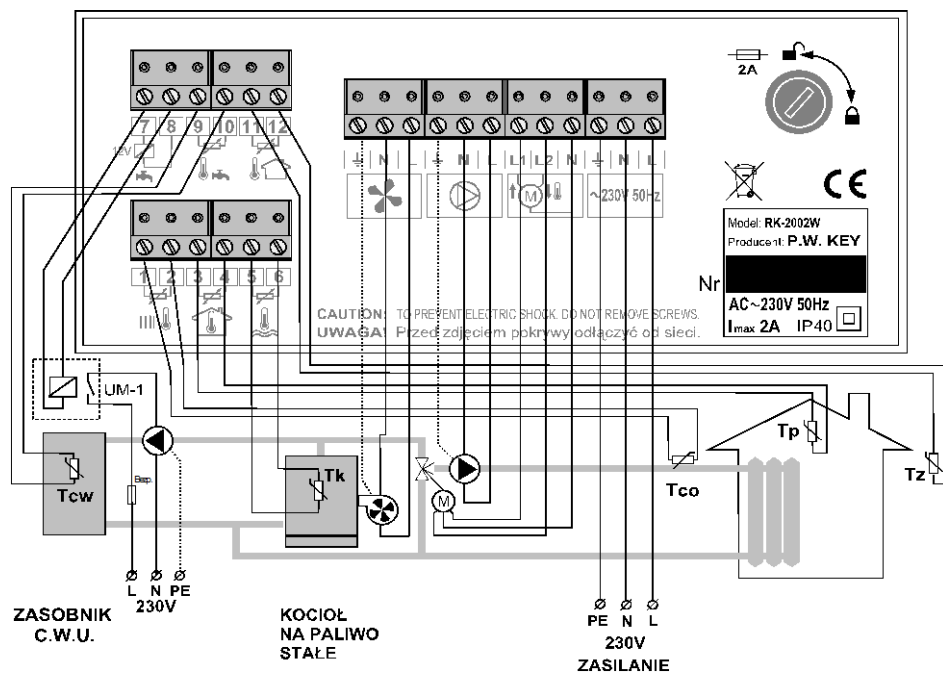 2A
7 8 9 10 11 12
12V
1 2 3 4 5 6
N L N L L1 L2 N N L
M
~230V 50Hz
CE
Model: RK-2002W
Producent: P.W. KEY
Nr
AC~230V 50Hz
Imax 2A IP40
CAUTION: TO PREVENT ELECTRIC SHOCK, DO NOT REMOVE SCREWS.
UWAGA! Przed zdjęciem pokrywy odłączyć od sieci.
UM-1
Tcw
Bezp.
Tk
M
Tco
Tp
Tz
L N PE
230V
ZASOBNIK
C.W.U.
KOCIOŁ
NA PALIWO
STAŁE
PE N L
230V
ZASILANIE